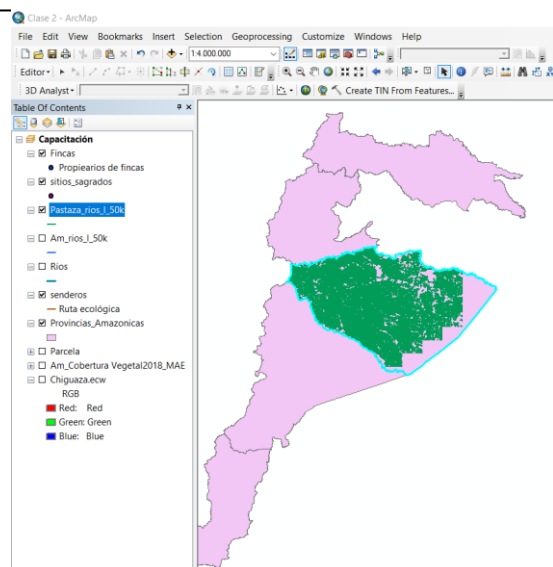 Clase 2 - ArcMap
File Edit View Bookmarks Insert Selection Geoprocessing Customize Windows Help
1:4.000.000
Editor
3D Analyst Create TIN From Features...
Table Of Contents
Capacitación
Fincas
Propiearios de fincas
sitios_sagrados
Pastaza_rios_l_50k
Am_rios_l_50k
Rios
senderos
Ruta ecológica
Provincias_Amazonicas
Parcela
Am_Cobertura Vegetal2018_MAE
Chiguaza.ecw
RGB
Red: Red
Green: Green
Blue: Blue